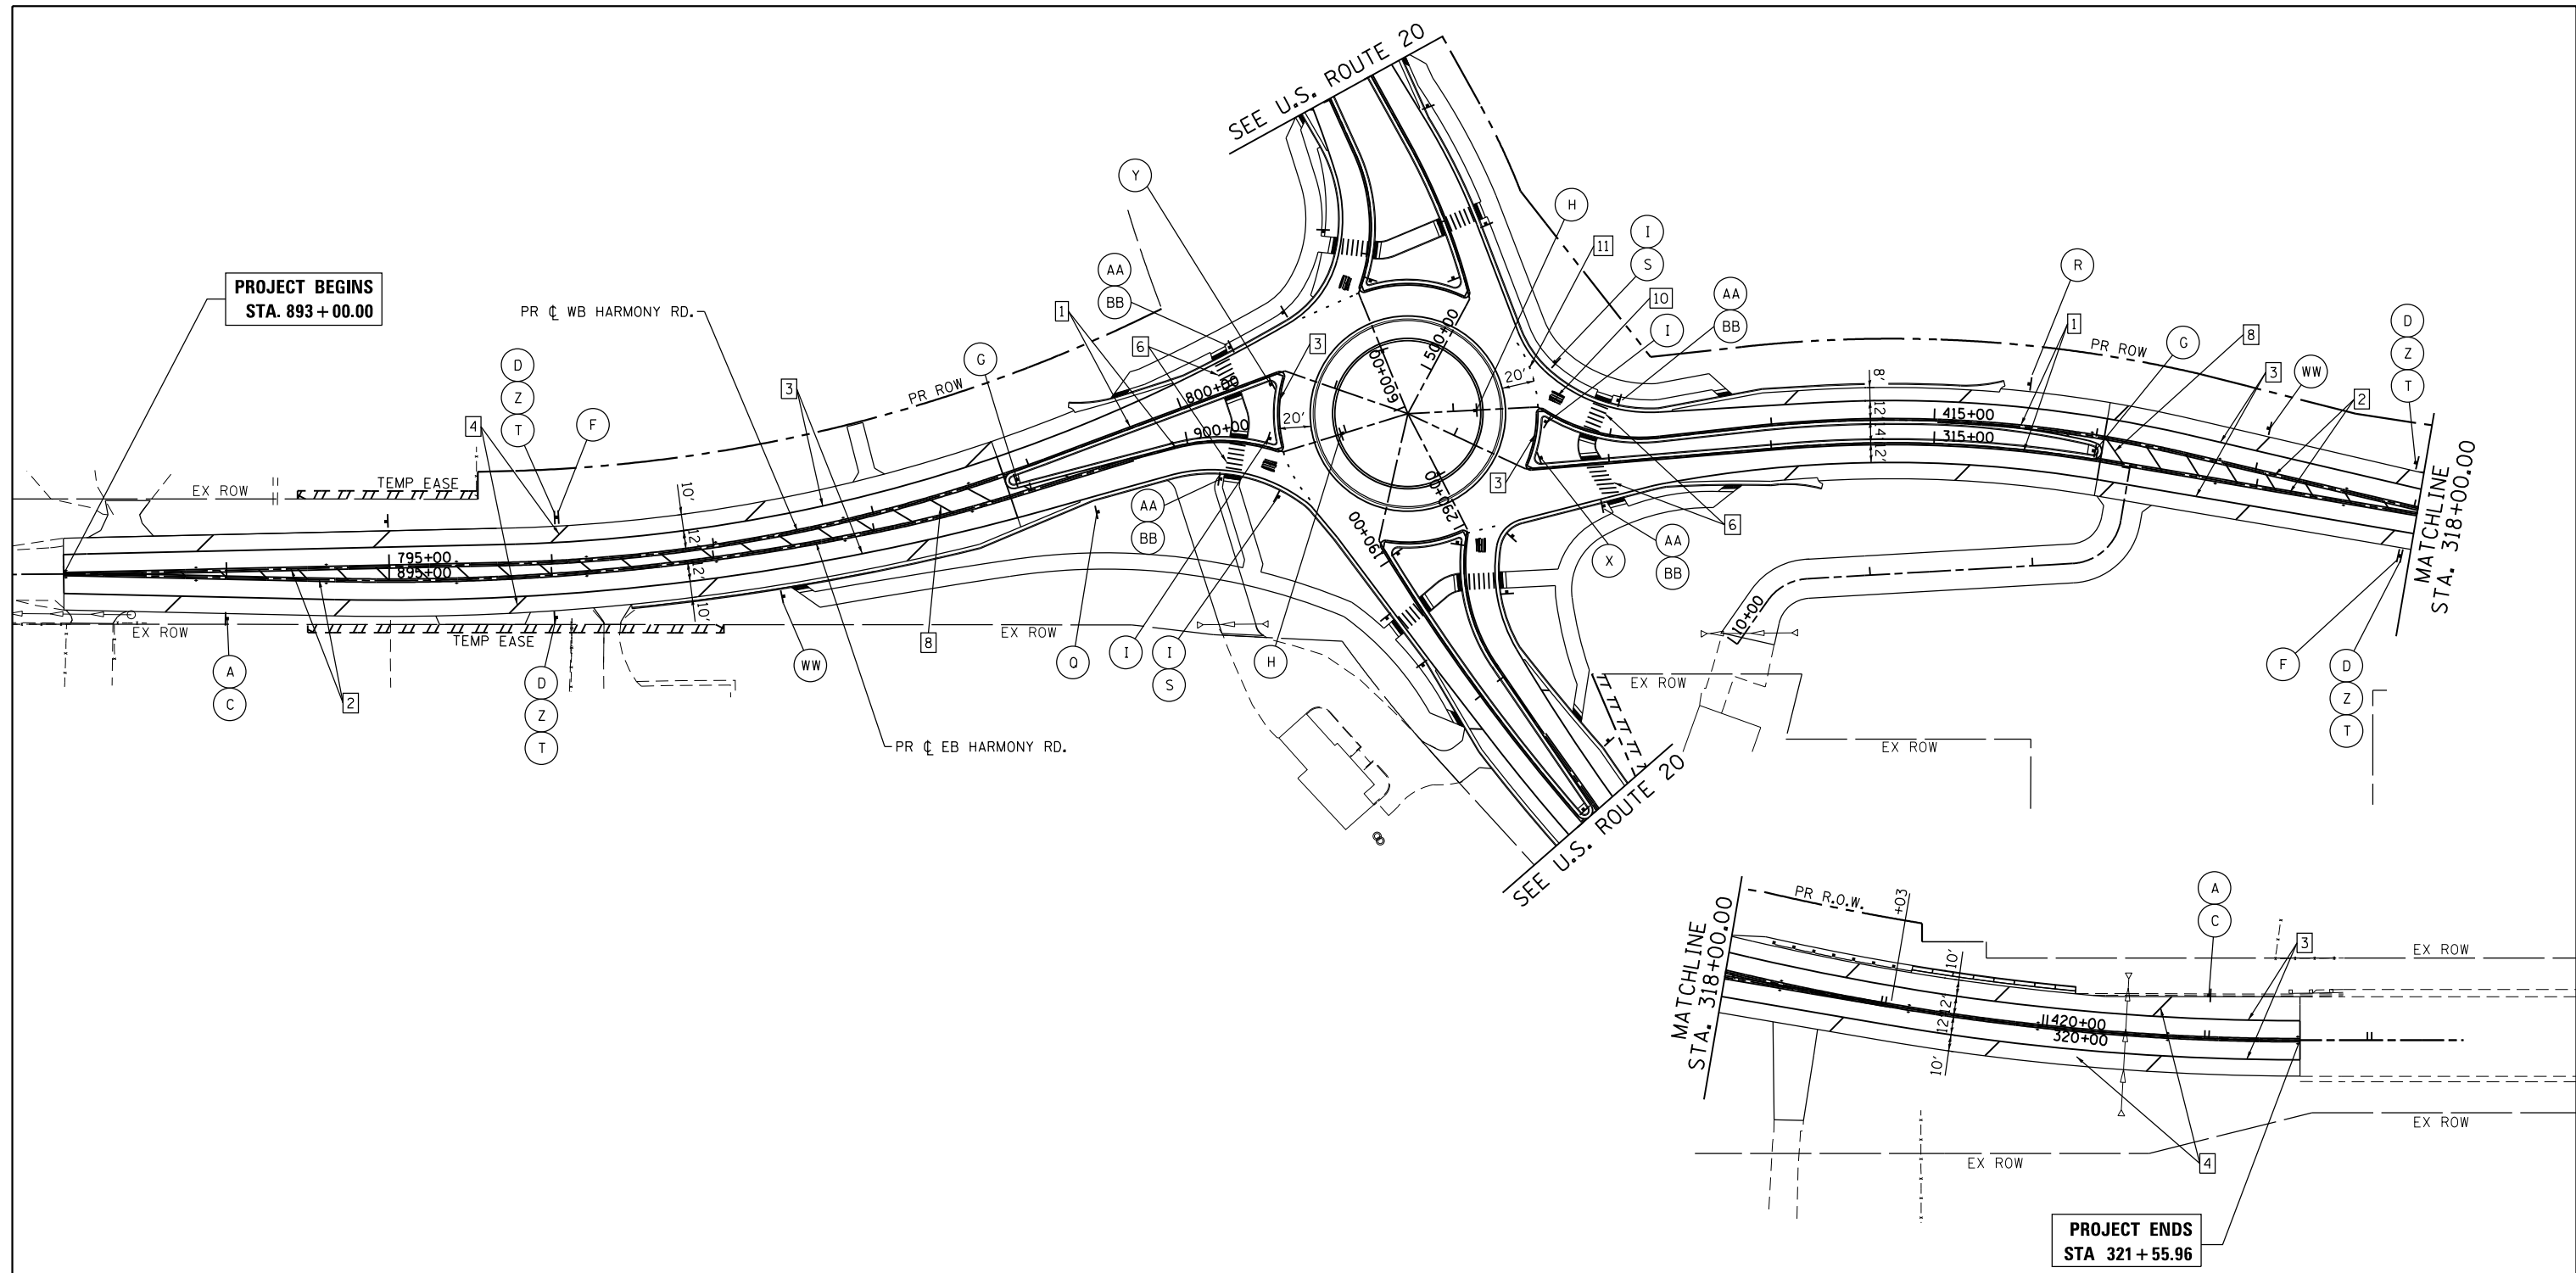 SEE U.S. ROUTE 20
Y
H
I
S
11
AA
BB
10
AA
BB
I
R
1
G
8
D
Z
T
PROJECT BEGINS
STA. 893+00.00
PR ℄ WB HARMONY RD.
1
6
3
3
WW
2
PR ROW
D
Z
T
F
G
3
4
PR ROW
800+00
900+00
20'
600+00
500+00
20'
8'
12'
4'
12'
415+00
315+00
EX ROW
TEMP EASE
10'
12'
12'
10'
795+00
895+00
290+00
190+00
3
6
X
AA
BB
AA
BB
MATCHLINE
STA. 318+00.00
EX ROW
TEMP EASE
EX ROW
A
C
2
D
Z
T
WW
8
Q
I
I
S
H
10+00
EX ROW
EX ROW
F
D
Z
T
PR ℄ EB HARMONY RD.
SEE U.S. ROUTE 20
MATCHLINE
STA. 318+00.00
PR R.O.W.
+03
A
C
3
EX ROW
10'
12'
12'
10'
420+00
320+00
EX ROW
EX ROW
4
PROJECT ENDS
STA 321+55.96